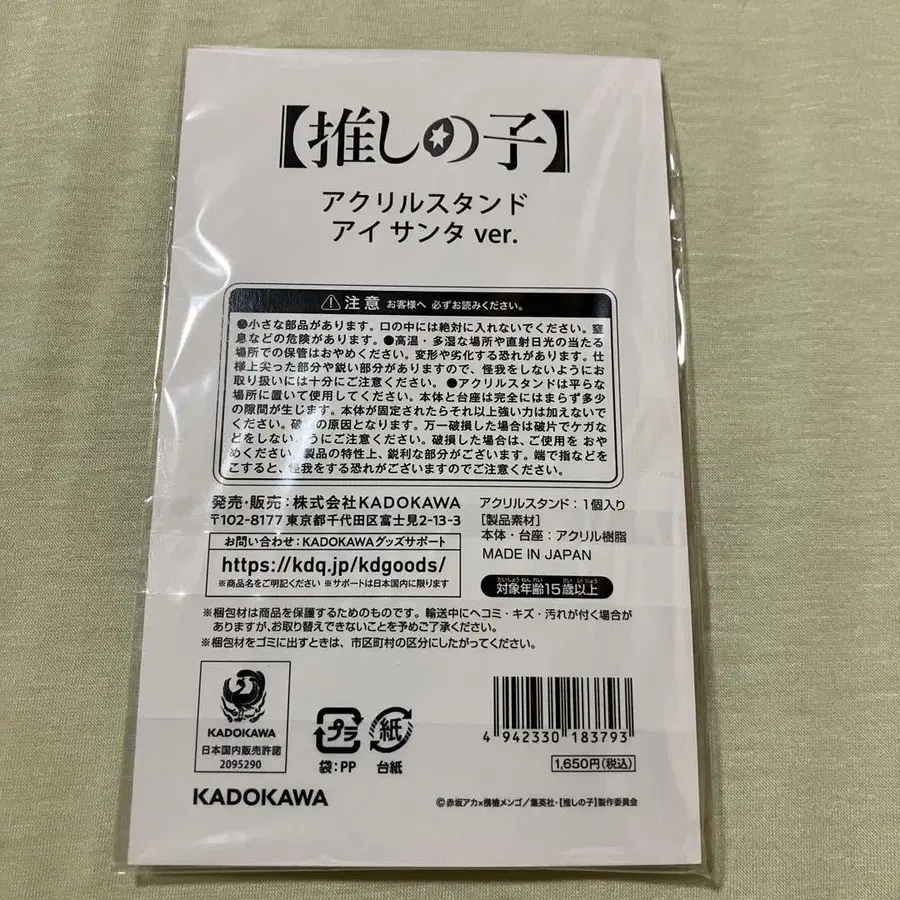 【推しの子】
アクリルスタンド
アイ サンタ ver.
注意 お客様へ 必ずお読みください。
●小さな部品があります。口の中には絶対に入れないでください。窒
息などの危険があります。●高温・多湿な場所や直射日光の当たる
場所での保管はおやめください。変形や劣化する恐れがあります。仕
様上尖った部分や鋭い部分がありますので、怪我をしないようにお
取り扱いには十分にご注意ください。●アクリルスタンドは平らな
場所に置いて使用してください。本体と台座は完全にはまらず多少
の隙間が生じます。本体が固定されたらそれ以上強い力は加えないで
ください。破の原因となります。万一破損した場合は破片でケガな
どをしないうにご注意ください。破損した場合は、ご使用を おや
めください。製品の特性上、鋭利な部分がございます。端で指などを
こすると、怪我をする恐れがございますのでご注意ください。
発売・販売：株式会社KADOKAWA
〒102-8177 東京都千代田区富士見2-13-3
お問い合わせ：KADOKAWAグッズサポート
https://kdq.jp/kdgoods/
※商品名をご明記ください ※サポートは日本国内に限ります
アクリルスタンド：1個入り
[製品素材]
本体・台座：アクリル樹脂
MADE IN JAPAN
たいしょうねんれい さいいじょう
対象年齢15歳以上
※梱包材は商品を保護するためのものです。輸送中にヘコミ・キズ・汚れが付く場合が
ありますが、お取り替えできないことを予めご了承ください。
※梱包材をゴミに出すときは、市区町村の区分にしたがってください。
KADOKAWA
日本国内販売許諾
2095290
プラ
袋：PP
紙
台紙
4 942330 183793
1,650円(税込)
KADOKAWA
©赤坂アカ×横槍メンゴ／集英社・【推しの子】製作委員会